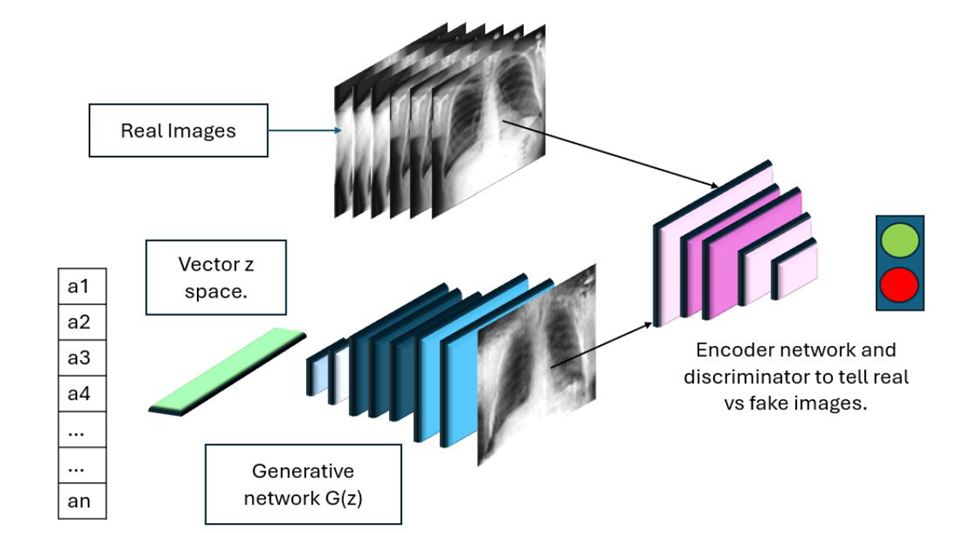 Real Images
Vector z
space.
a1
a2
a3
a4
...
...
an
Generative
network G(z)
Encoder network and
discriminator to tell real
vs fake images.